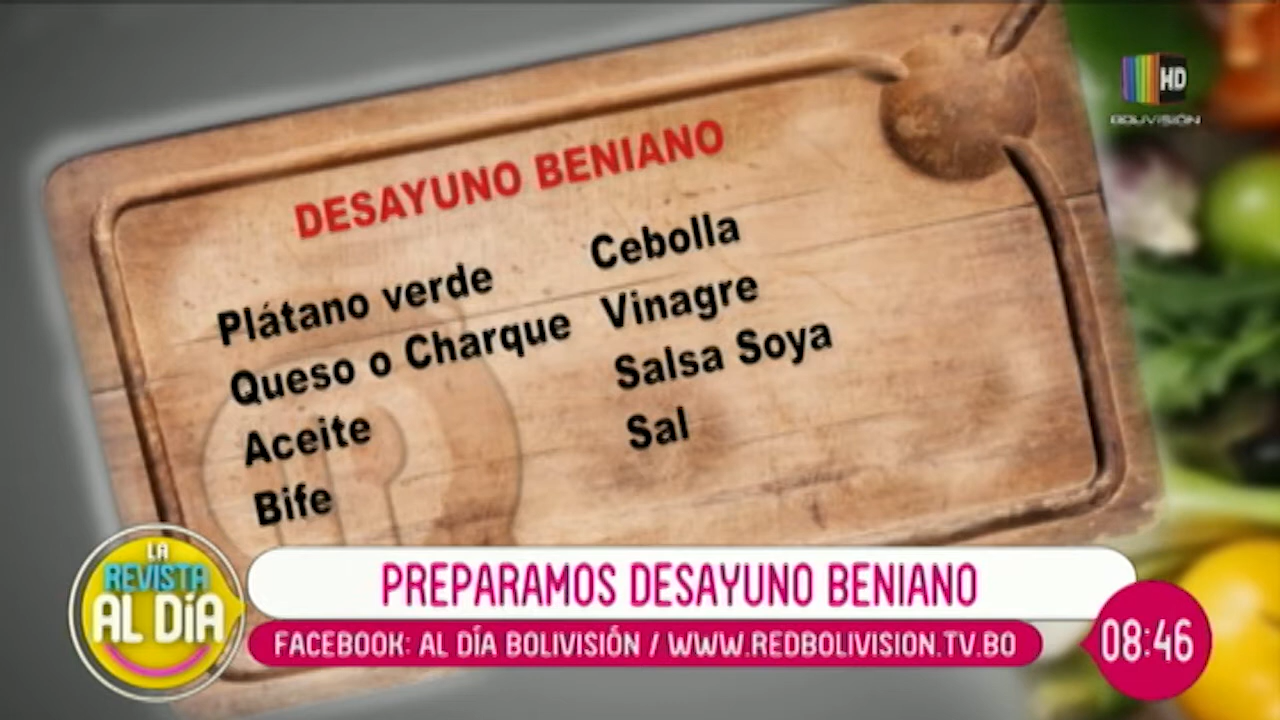 HD
BOLIVISIÓN
DESAYUNO BENIANO
Plátano verde
Queso o Charque
Aceite
Bife
Cebolla
Vinagre
Salsa Soya
Sal
LA
REVISTA
AL DÍA
PREPARAMOS DESAYUNO BENIANO
FACEBOOK: AL DÍA BOLIVISIÓN / WWW.REDBOLIVISION.TV.BO
08:46